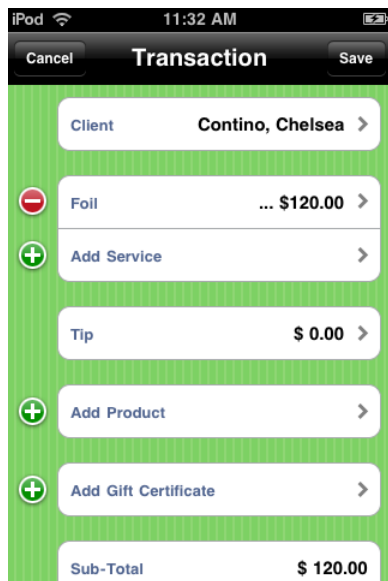 iPod 11:32 AM
Cancel Transaction Save
Client Contino, Chelsea
Foil ... $120.00
Add Service
Tip $ 0.00
Add Product
Add Gift Certificate
Sub-Total $ 120.00